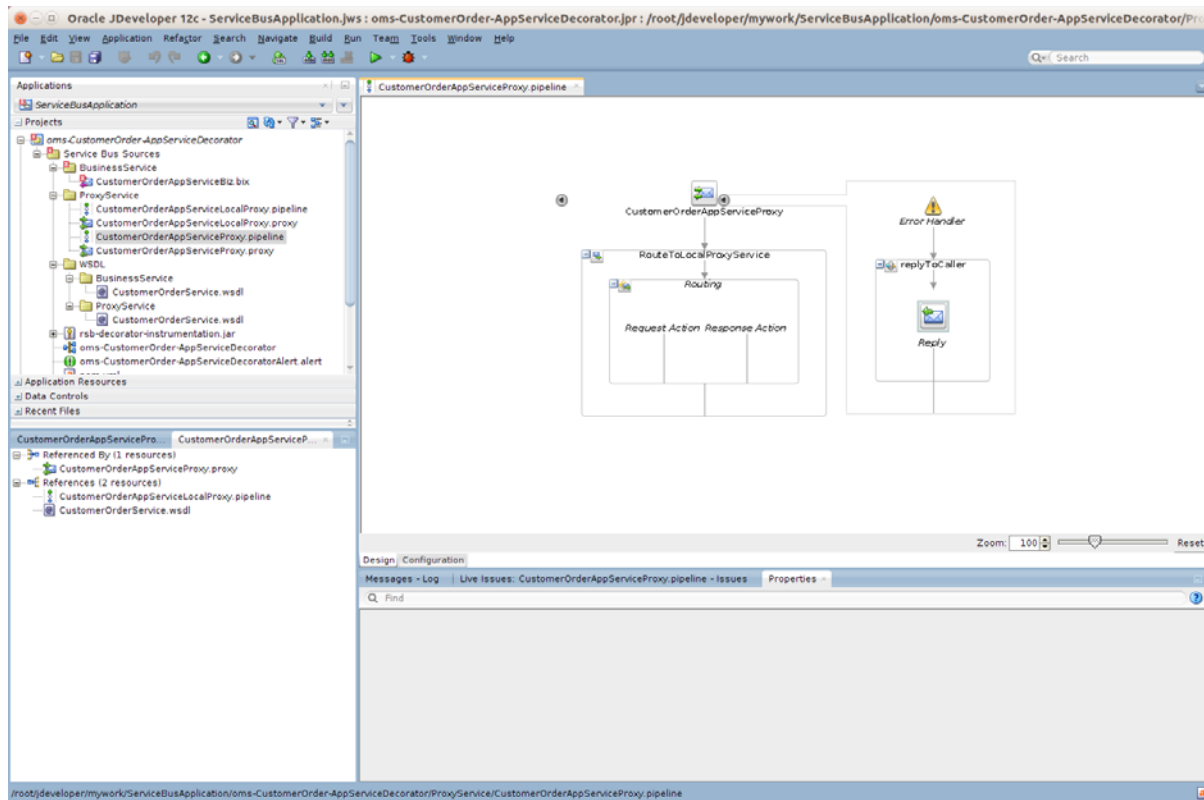 Oracle JDeveloper 12c - ServiceBusApplication.jws : oms-CustomerOrder-AppServiceDecorator.jpr : /root/jdeveloper/mywork/ServiceBusApplication/oms-CustomerOrder-AppServiceDecorator/Pro
File Edit View Application Refactor Search Navigate Build Run Team Tools Window Help
Search
Applications
CustomerOrderAppServiceProxy.pipeline
ServiceBusApplication
Projects
oms-CustomerOrder-AppServiceDecorator
Service Bus Sources
BusinessService
CustomerOrderAppServiceBiz.bix
ProxyService
CustomerOrderAppServiceLocalProxy.pipeline
CustomerOrderAppServiceLocalProxy.proxy
CustomerOrderAppServiceProxy.pipeline
CustomerOrderAppServiceProxy.proxy
WSDL
BusinessService
CustomerOrderService.wsdl
ProxyService
CustomerOrderService.wsdl
rsb-decorator-instrumentation.jar
oms-CustomerOrder-AppServiceDecorator
oms-CustomerOrder-AppServiceDecoratorAlert.alert
Application Resources
Data Controls
Recent Files
CustomerOrderAppServicePro... CustomerOrderAppServiceP...
Referenced By (1 resources)
CustomerOrderAppServiceProxy.proxy
References (2 resources)
CustomerOrderAppServiceLocalProxy.pipeline
CustomerOrderService.wsdl
CustomerOrderAppServiceProxy
RouteToLocalProxyService
Routing
Request Action Response Action
Error Handler
replyToCaller
Reply
Zoom: 100 Reset
Design Configuration
Messages - Log Live Issues: CustomerOrderAppServiceProxy.pipeline - Issues Properties
Find
/root/jdeveloper/mywork/ServiceBusApplication/oms-CustomerOrder-AppServiceDecorator/ProxyService/CustomerOrderAppServiceProxy.pipeline